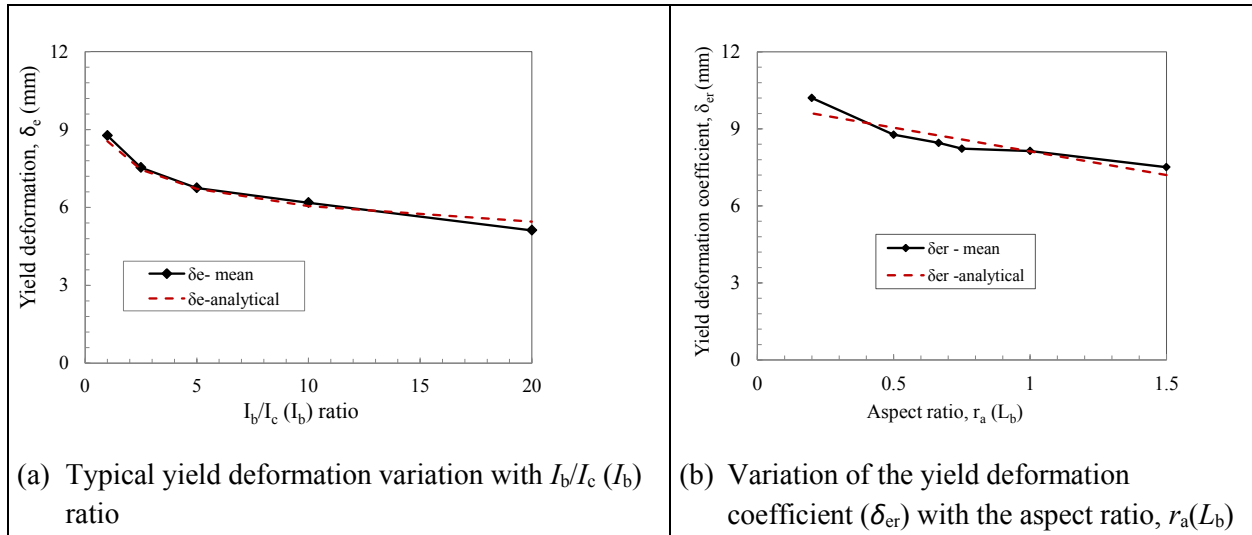 12
9
6
3
0
Yield deformation, δe (mm)
δe- mean
δe-analytical
0 5 10 15 20
Ib/Ic (Ib) ratio
(a) Typical yield deformation variation with Ib/Ic (Ib)
ratio
12
9
6
3
0
Yield deformation coefficient, δer (mm)
δer - mean
δer -analytical
0 0.5 1 1.5
Aspect ratio, ra (Lb)
(b) Variation of the yield deformation
coefficient (δer) with the aspect ratio, ra(Lb)